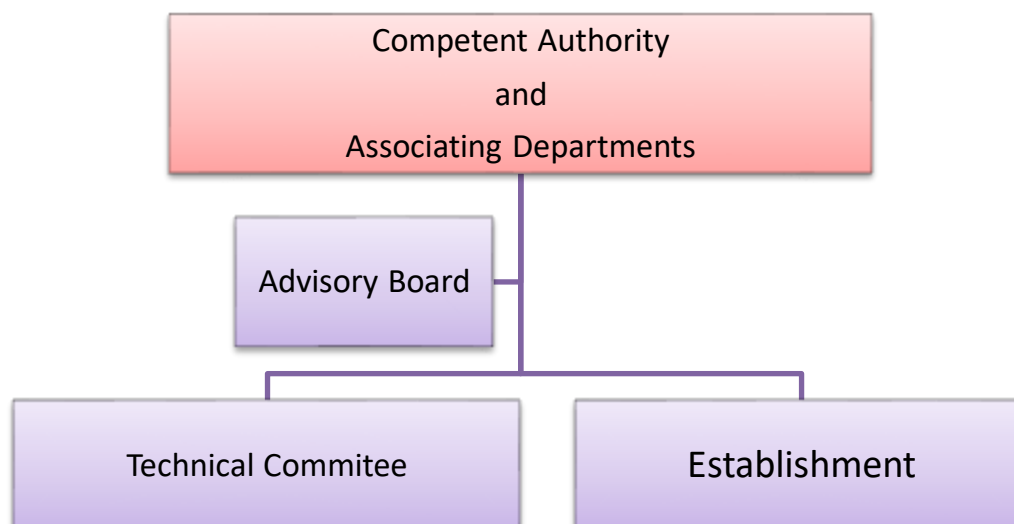 Competent Authority
and
Associating Departments
Advisory Board
Technical Commitee
Establishment